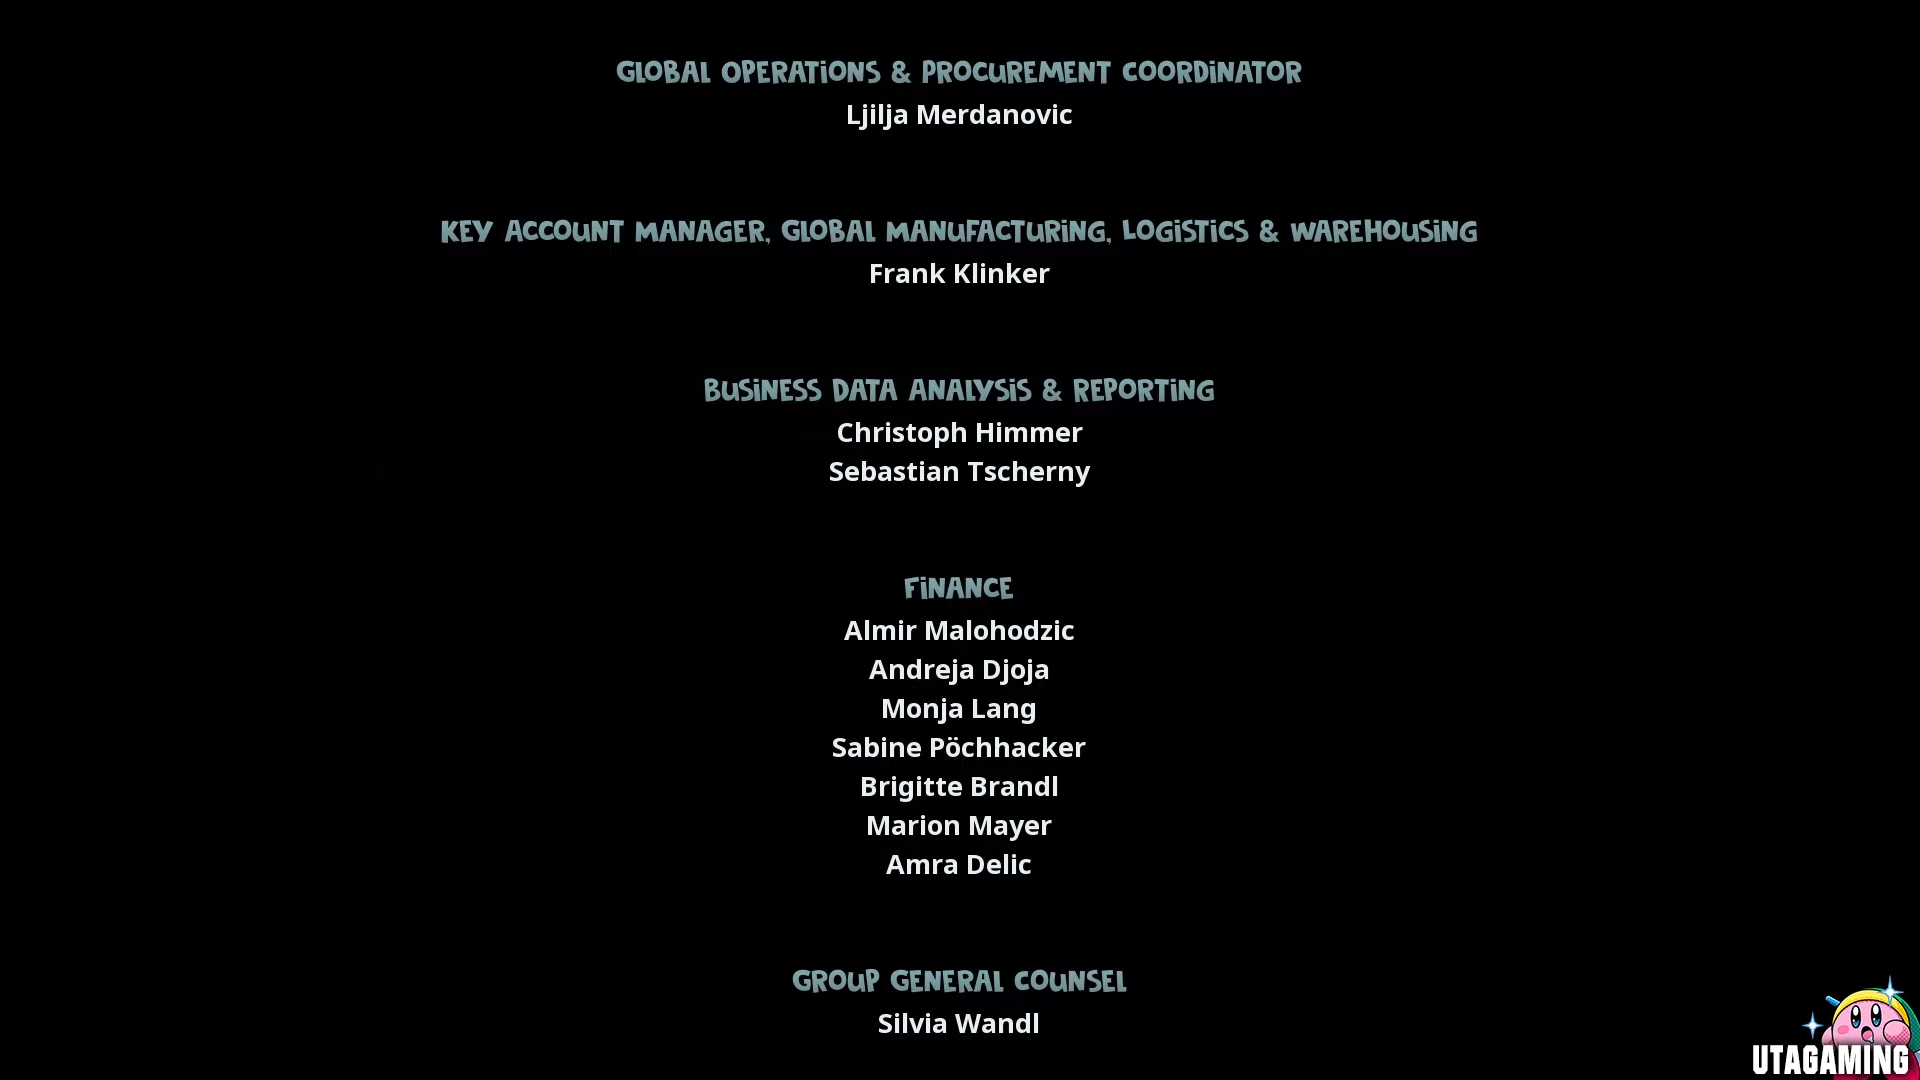 GLOBAL OPERATIONS & PROCUREMENT COORDINATOR
Ljilja Merdanovic
KEY ACCOUNT MANAGER, GLOBAL MANUFACTURING, LOGISTICS & WAREHOUSING
Frank Klinker
BUSINESS DATA ANALYSIS & REPORTING
Christoph Himmer
Sebastian Tscherny
FINANCE
Almir Malohodzic
Andreja Djoja
Monja Lang
Sabine Pöchhacker
Brigitte Brandl
Marion Mayer
Amra Delic
GROUP GENERAL COUNSEL
Silvia Wandl
UTAGAMING